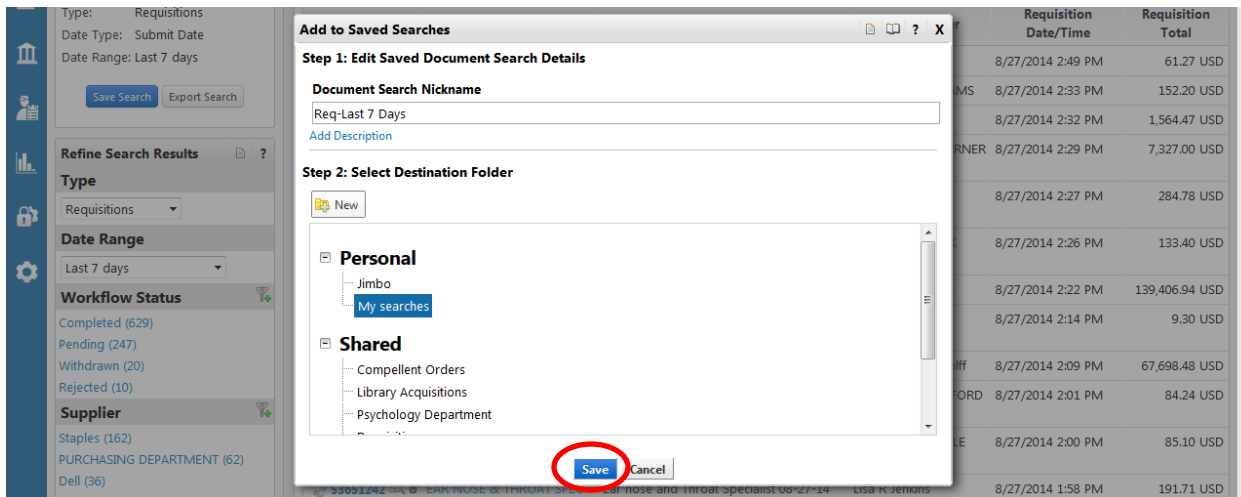 Type: Requisitions
Date Type: Submit Date
Date Range: Last 7 days
Save Search Export Search
Refine Search Results ?
Type
Requisitions
Date Range
Last 7 days
Workflow Status
Completed (629)
Pending (247)
Withdrawn (20)
Rejected (10)
Supplier
Staples (162)
PURCHASING DEPARTMENT (62)
Dell (36)
Add to Saved Searches ? X
Step 1: Edit Saved Document Search Details
Document Search Nickname
Req-Last 7 Days
Add Description
Step 2: Select Destination Folder
New
Personal
Jimbo
My searches
Shared
Compellent Orders
Library Acquisitions
Psychology Department
Save Cancel
Requisition Date/Time Requisition Total
8/27/2014 2:49 PM 61.27 USD
AMS 8/27/2014 2:33 PM 152.20 USD
8/27/2014 2:32 PM 1,564.47 USD
RNER 8/27/2014 2:29 PM 7,327.00 USD
8/27/2014 2:27 PM 284.78 USD
8/27/2014 2:26 PM 133.40 USD
8/27/2014 2:22 PM 139,406.94 USD
8/27/2014 2:14 PM 9.30 USD
lff 8/27/2014 2:09 PM 67,698.48 USD
FORD 8/27/2014 2:01 PM 84.24 USD
LE 8/27/2014 2:00 PM 85.10 USD
53651242 EAR NOSE & THROAT SPEC Ear nose and Throat Specialist 08-27-14 Lisa R Jenkins 8/27/2014 1:58 PM 191.71 USD